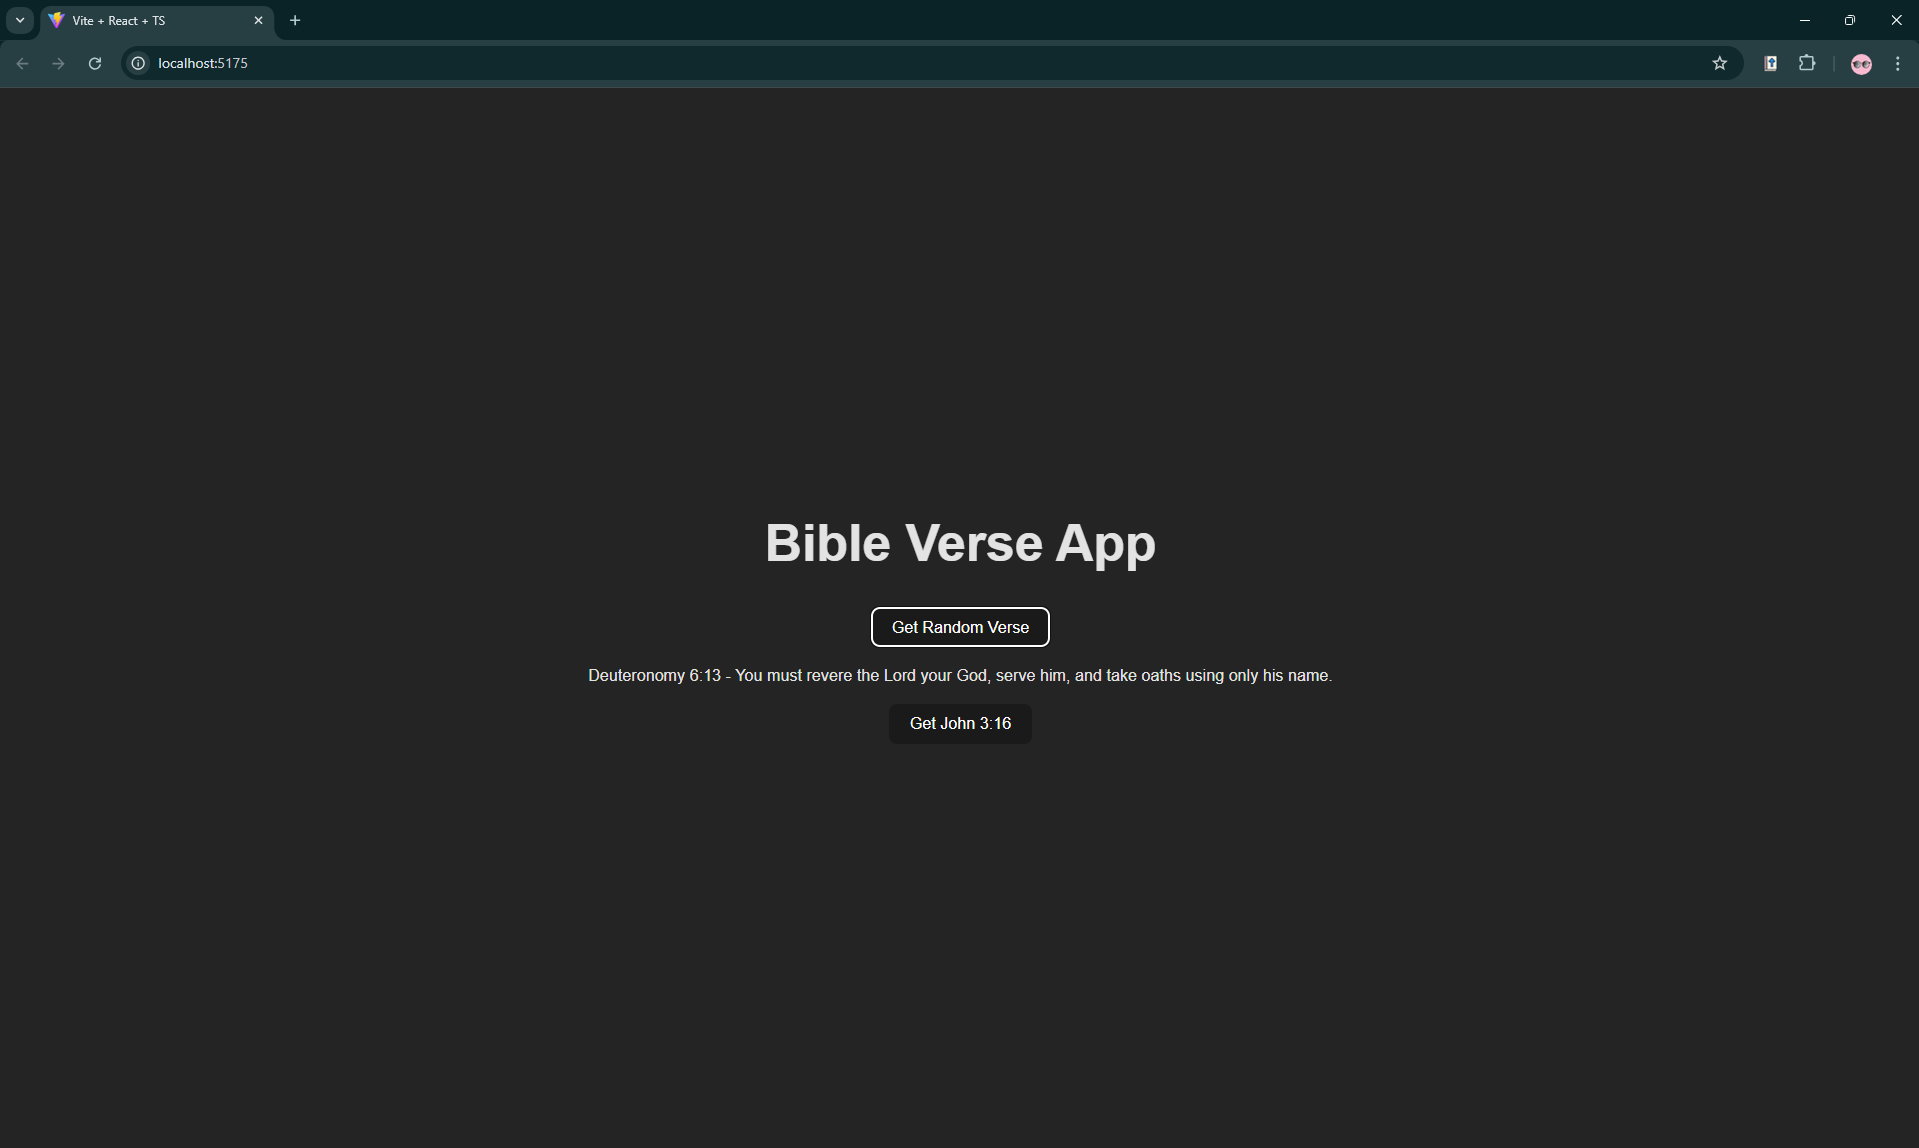 Vite + React + TS
localhost:5175
Bible Verse App
Get Random Verse
Deuteronomy 6:13 - You must revere the Lord your God, serve him, and take oaths using only his name.
Get John 3:16